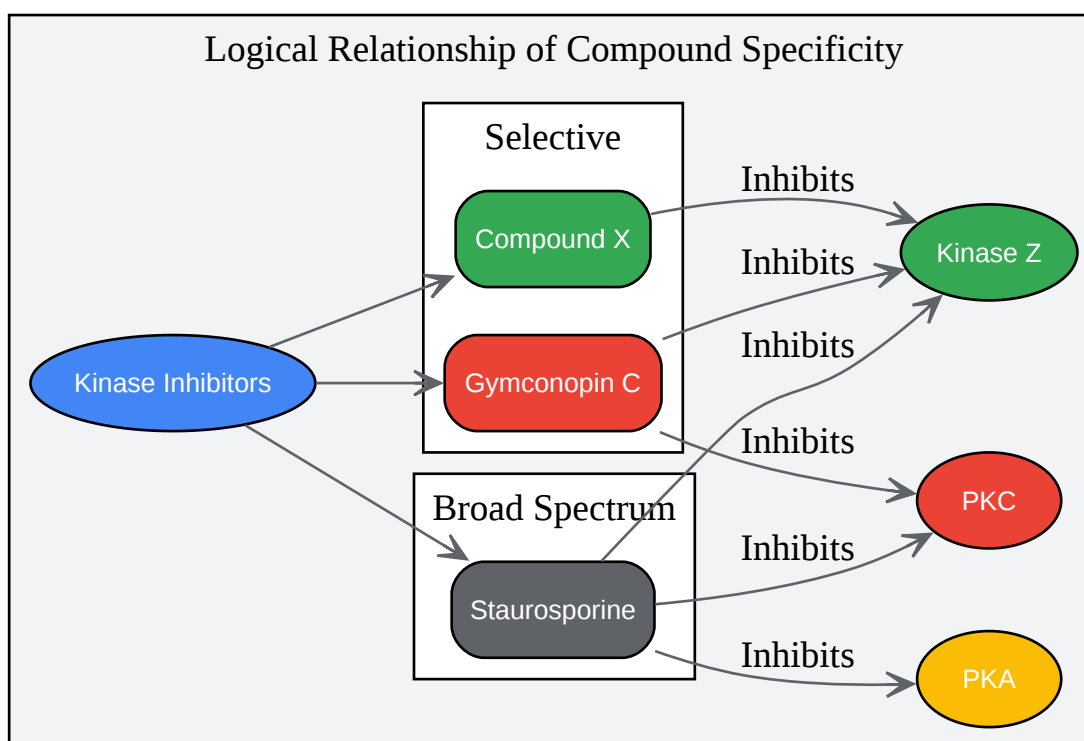 Logical Relationship of Compound Specificity
Selective
Inhibits
Compound X
Kinase Z
Inhibits
Inhibits
Kinase Inhibitors
Gymconopin C
Inhibits
PKC
Broad Spectrum
Inhibits
Staurosporine
Inhibits
PKA